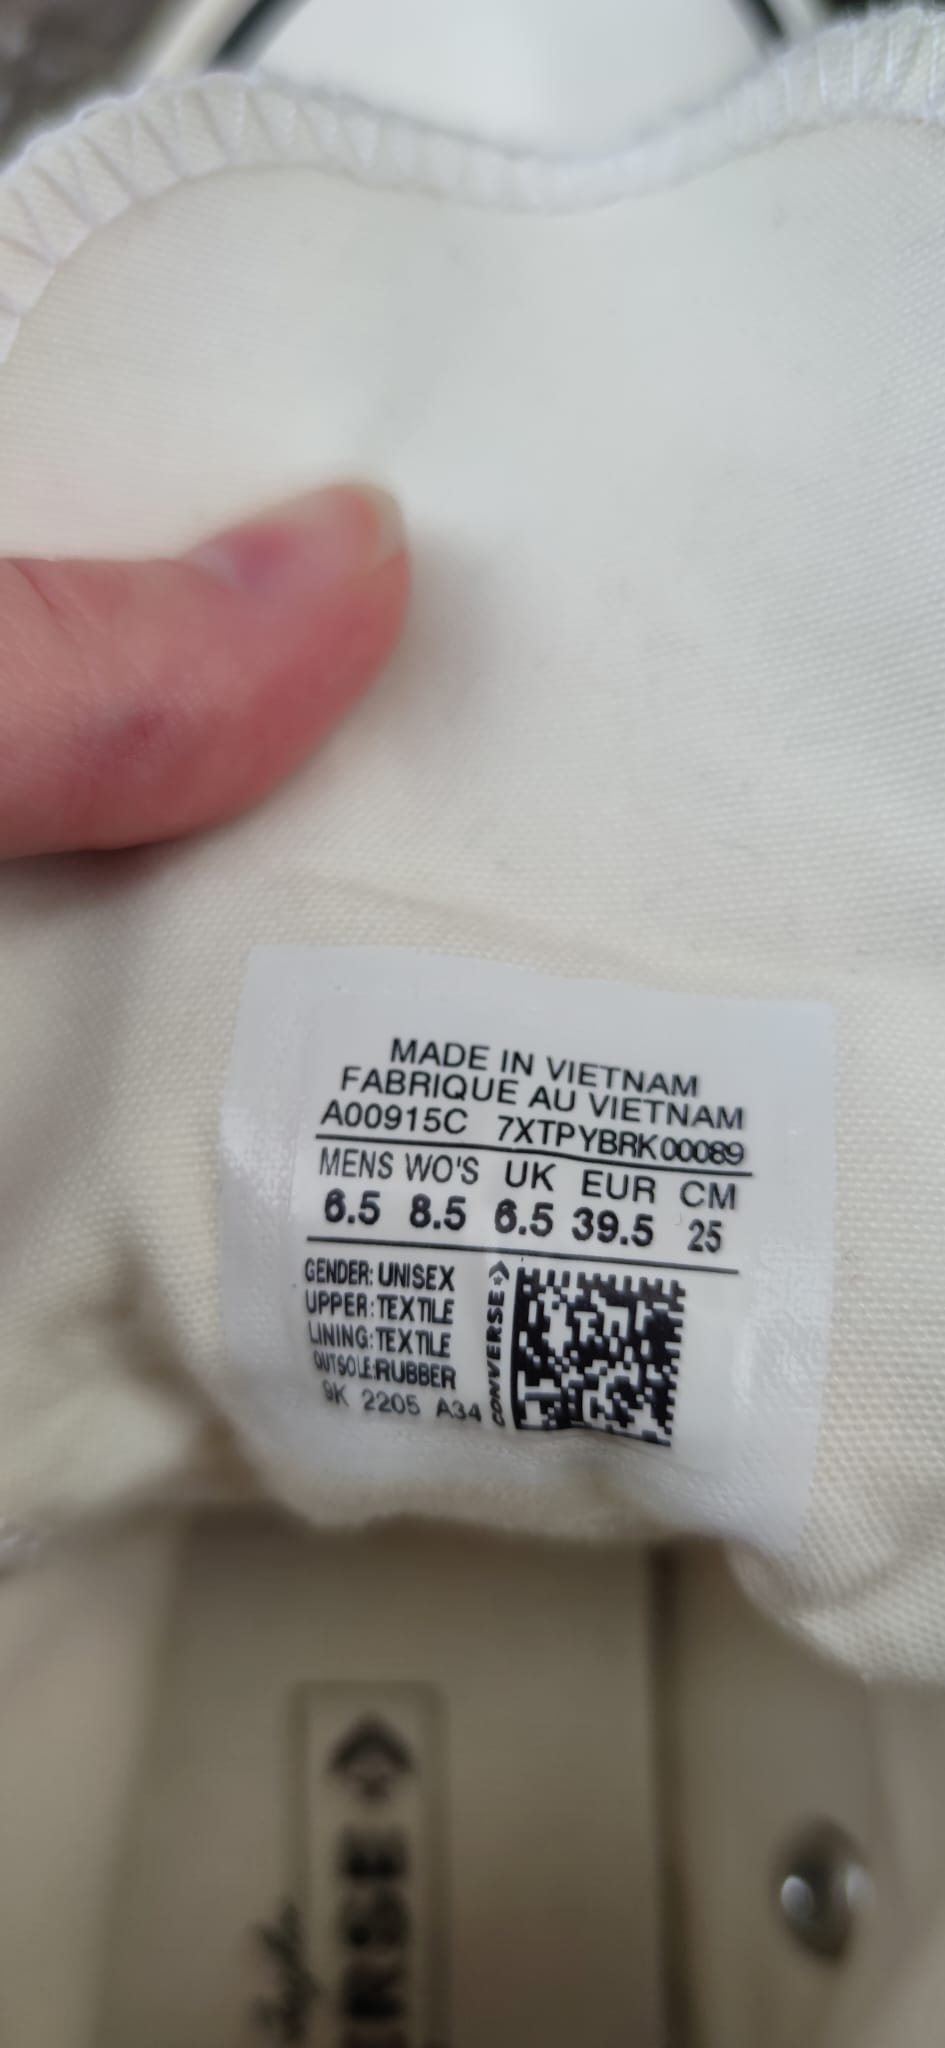 MADE IN VIETNAM
FABRIQUE AU VIETNAM
A00915C 7XTPYBRK00089
MENS WO'S UK EUR CM
6.5 8.5 6.5 39.5 25
GENDER: UNISEX
UPPER: TEXTILE
LINING: TEXTILE
OUTSOLE: RUBBER
9K 2205 A34
CONVERSE
ERSE